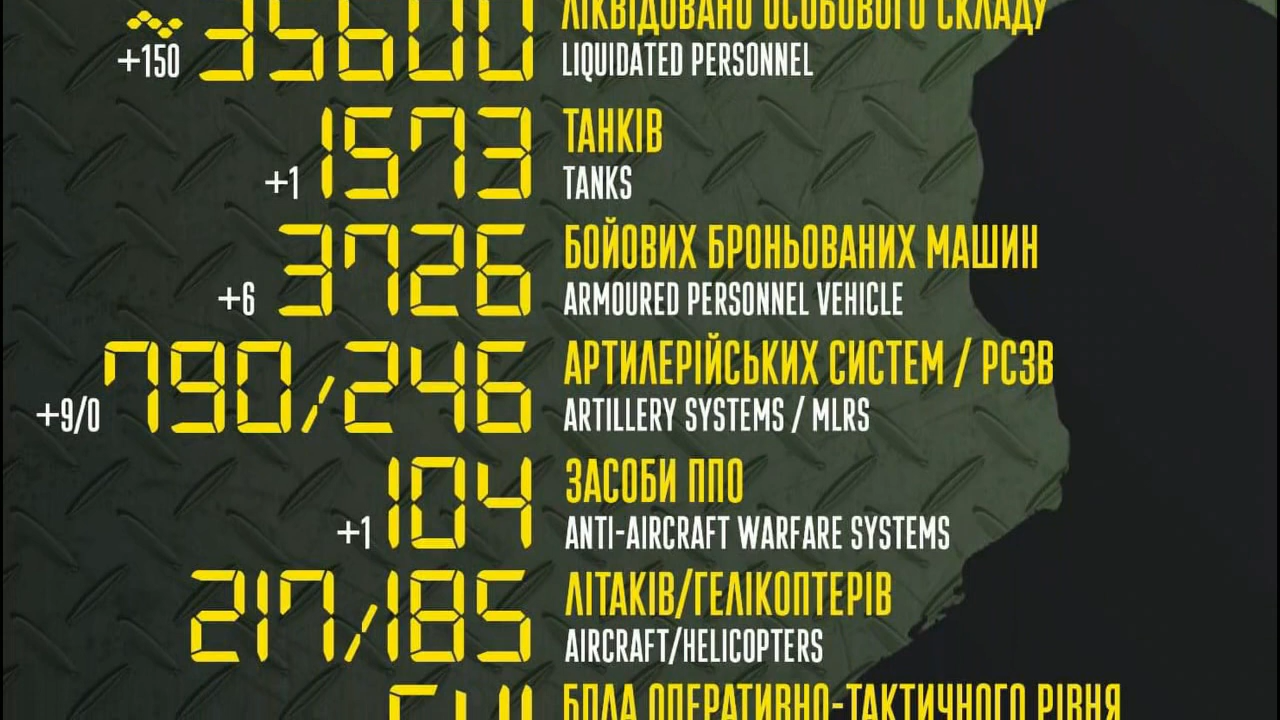 ≈35600 ЛІКВІДОВАНО ОСОБОВОГО СКЛАДУ
+150 LIQUIDATED PERSONNEL
1573 ТАНКІВ
+1 TANKS
3726 БОЙОВИХ БРОНЬОВАНИХ МАШИН
+6 ARMOURED PERSONNEL VEHICLE
790/246 АРТИЛЕРІЙСЬКИХ СИСТЕМ / РСЗВ
+9/0 ARTILLERY SYSTEMS / MLRS
104 ЗАСОБИ ППО
+1 ANTI-AIRCRAFT WARFARE SYSTEMS
217/185 ЛІТАКІВ/ГЕЛІКОПТЕРІВ
AIRCRAFT/HELICOPTERS
БПЛА ОПЕРАТИВНО-ТАКТИЧНОГО РІВНЯ